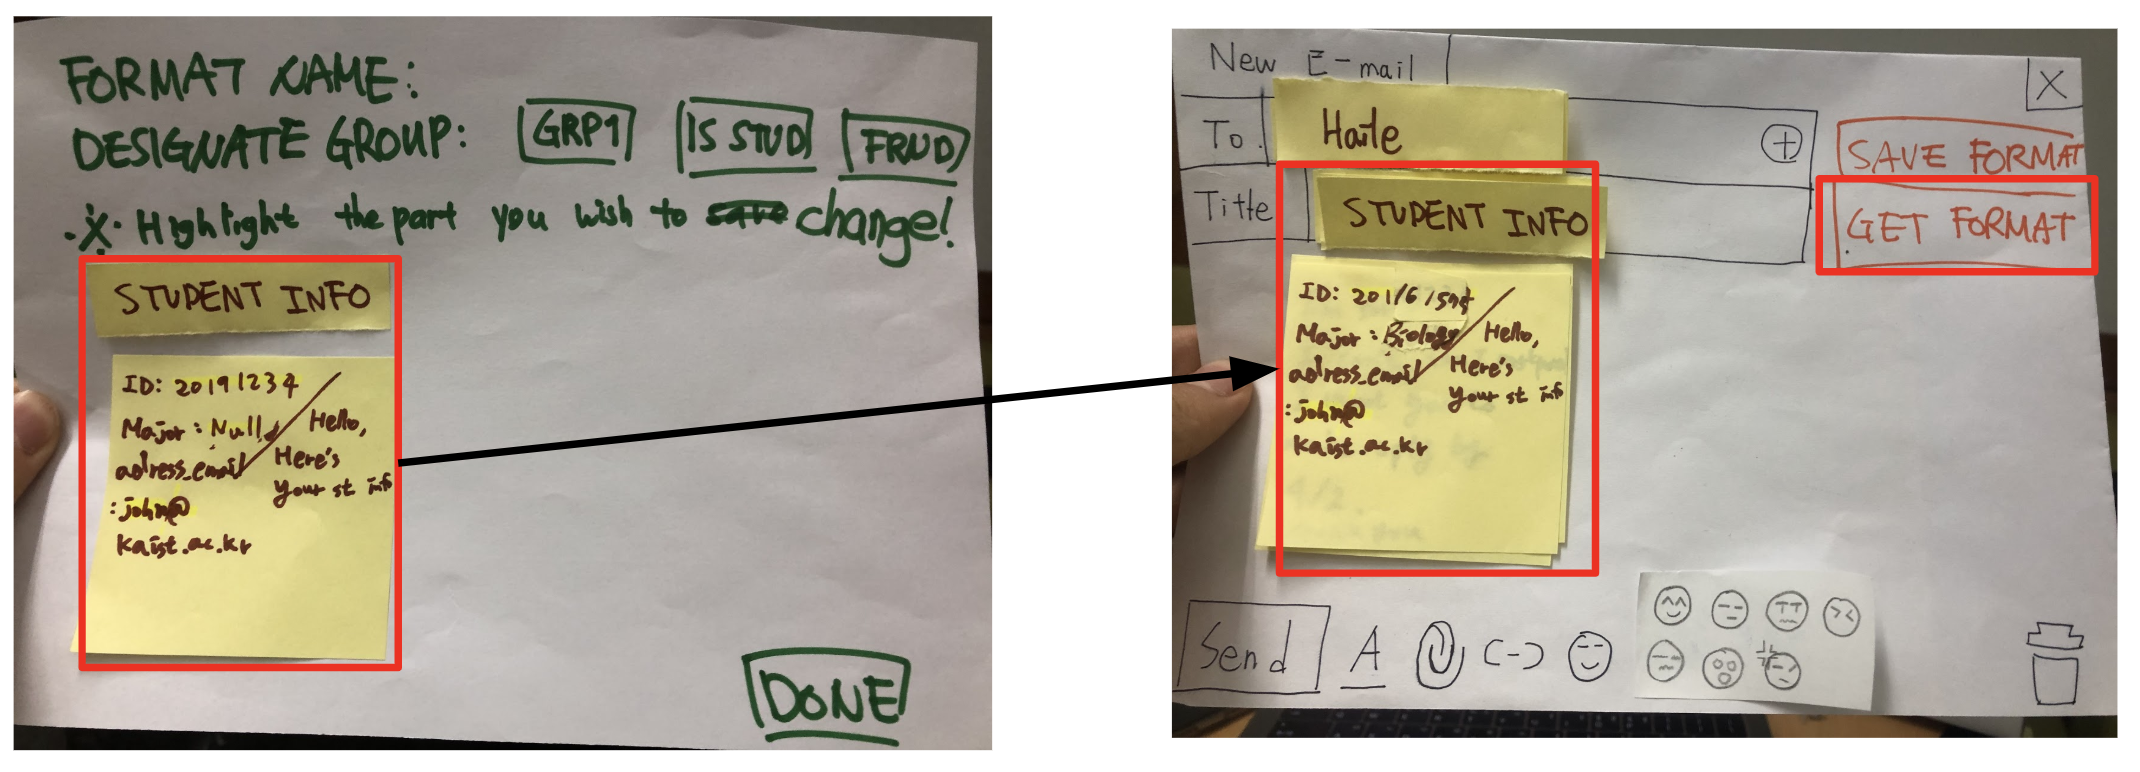 FORMAT NAME:
DESIGNATE GROUP: GRP1 IS STUD FRND
※ Highlight the part you wish to save change!
STUDENT INFO
ID: 20191234
Major: Null
adress_email
: john@
kaist.ac.kr
Hello,
Here's
your st info
DONE
New E-mail
X
To. Haile +
SAVE FORMAT
Title STUDENT INFO
GET FORMAT
ID: 201/6/
Major: Biology
adress_email
: john@
kaist.ac.kr
Hello,
Here's
your st info
Send A